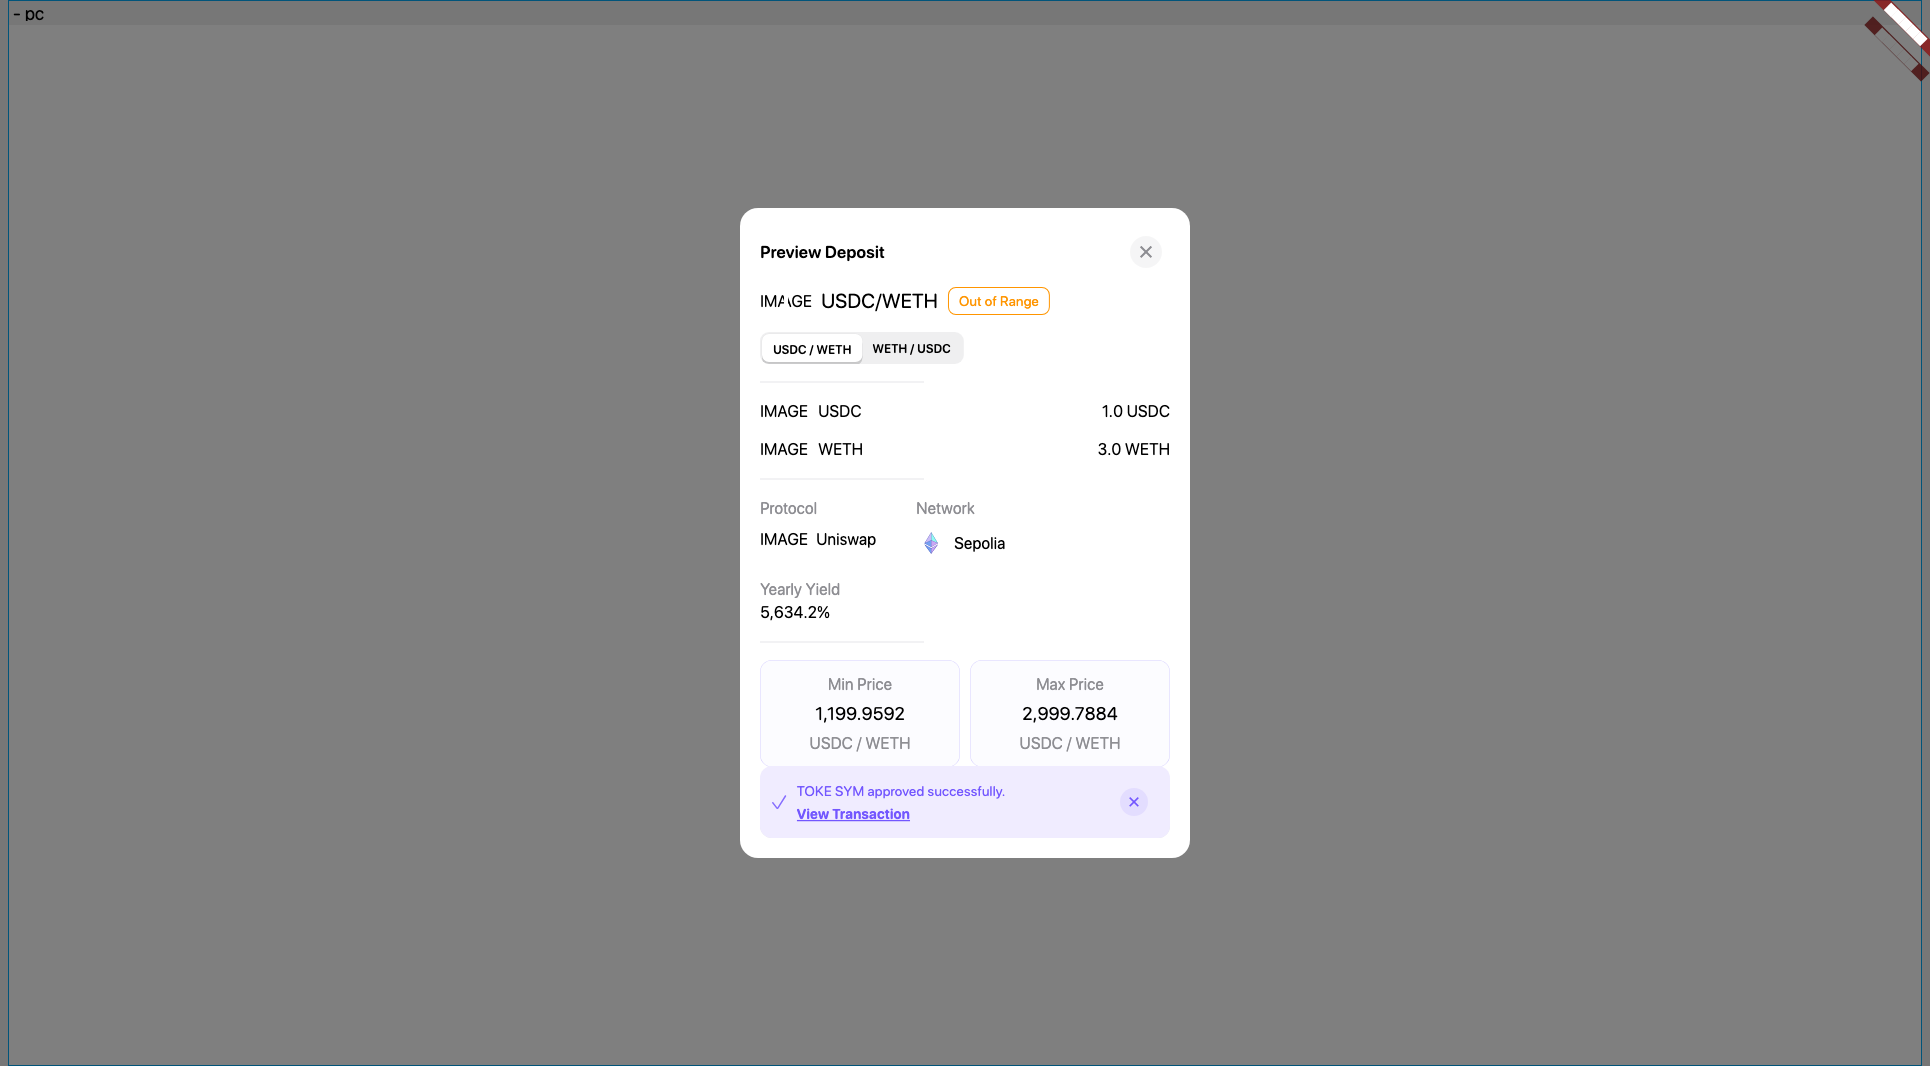 - pc
Preview Deposit
IMAGE USDC/WETH Out of Range
USDC / WETH WETH / USDC
IMAGE USDC 1.0 USDC
IMAGE WETH 3.0 WETH
Protocol Network
IMAGE Uniswap Sepolia
Yearly Yield
5,634.2%
Min Price Max Price
1,199.9592 2,999.7884
USDC / WETH USDC / WETH
TOKE SYM approved successfully.
View Transaction